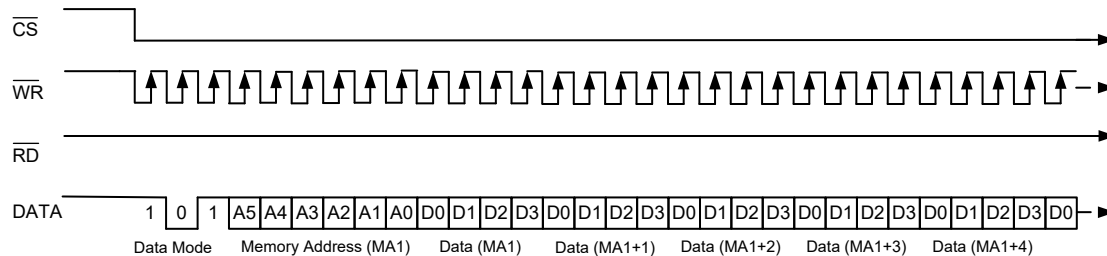 CS
WR
RD
DATA 1 0 1 A5 A4 A3 A2 A1 A0 D0 D1 D2 D3 D0 D1 D2 D3 D0 D1 D2 D3 D0 D1 D2 D3 D0 D1 D2 D3 D0
Data Mode Memory Address (MA1) Data (MA1) Data (MA1+1) Data (MA1+2) Data (MA1+3) Data (MA1+4)